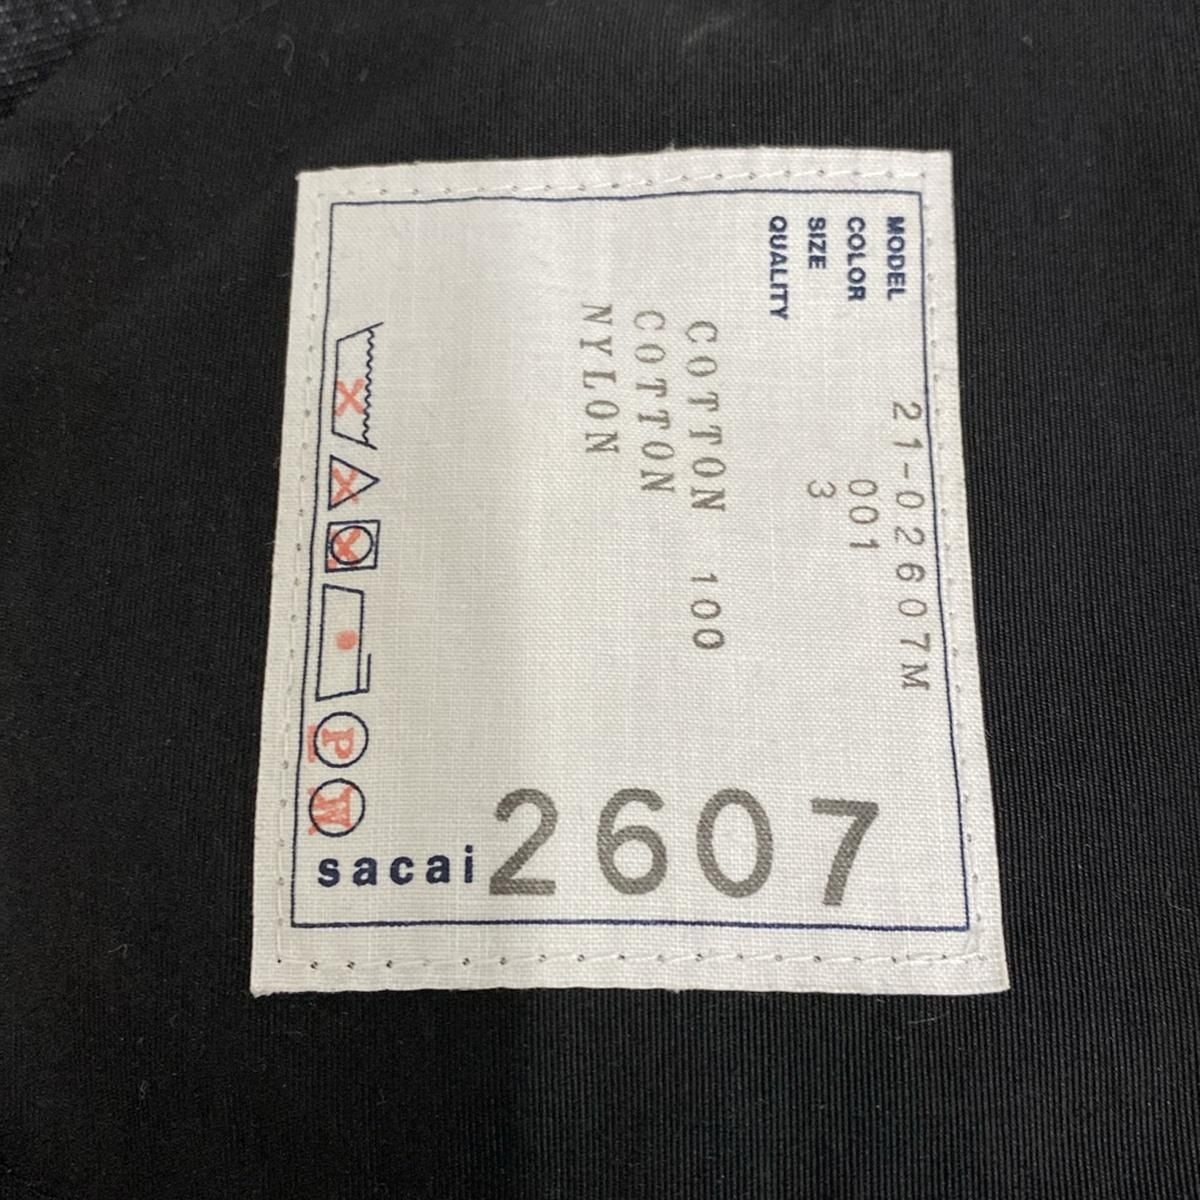 MODEL 21-02607M
COLOR 001
SIZE 3
QUALITY
COTTON 100
COTTON
NYLON
P W
sacai 2607